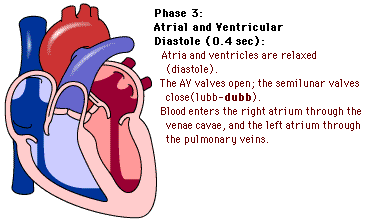 Phase 3:
Atrial and Ventricular
Diastole (0.4 sec):
Atria and ventricles are relaxed
(diastole).
The AV valves open; the semilunar valves
close(lubb-dubb).
Blood enters the right atrium through the
venae cavae, and the left atrium through
the pulmonary veins.